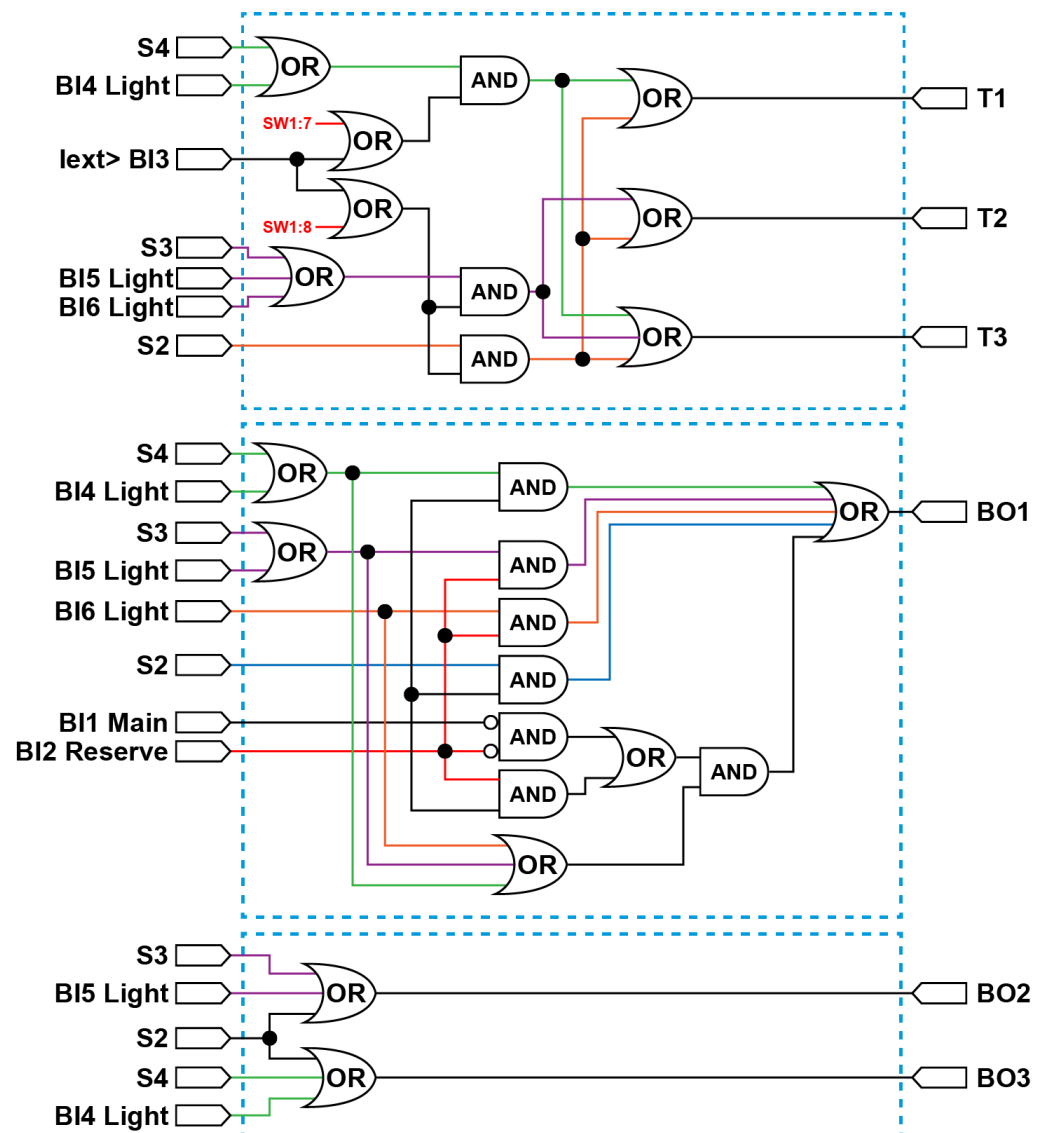 S4
OR
AND
BI4 Light
OR
T1
SW1:7
OR
Iext> BI3
OR
SW1:8
OR
T2
S3
OR
BI5 Light
AND
BI6 Light
S2
AND
OR
T3
S4
OR
AND
BI4 Light
OR
BO1
S3
OR
AND
BI5 Light
BI6 Light
AND
S2
AND
BI1 Main
AND
BI2 Reserve
OR
AND
AND
OR
S3
BI5 Light
OR
BO2
S2
S4
OR
BO3
BI4 Light